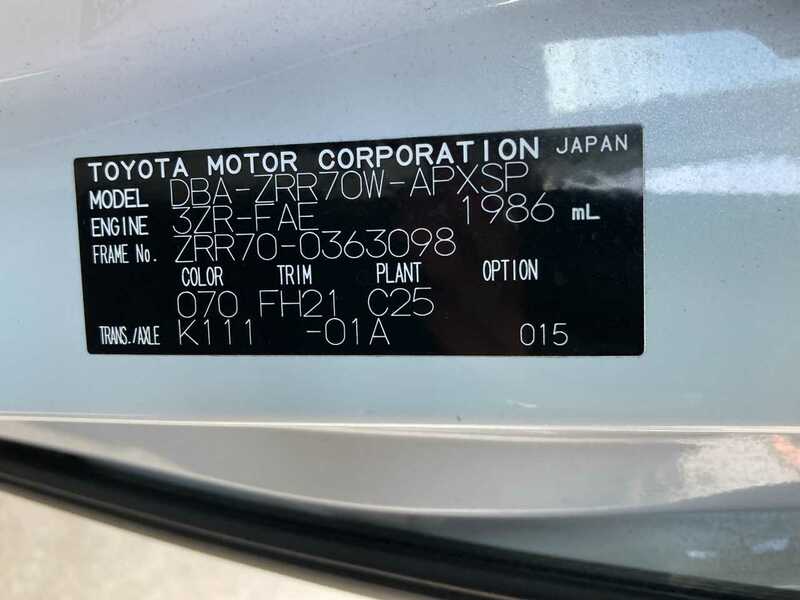 TOYOTA MOTOR CORPORATION JAPAN
MODEL DBA-ZRR70W-APXSP
ENGINE 3ZR-FAE 1986 mL
FRAME No. ZRR70-0363098
COLOR TRIM PLANT OPTION
070 FH21 C25
TRANS./AXLE K111 -01A 015